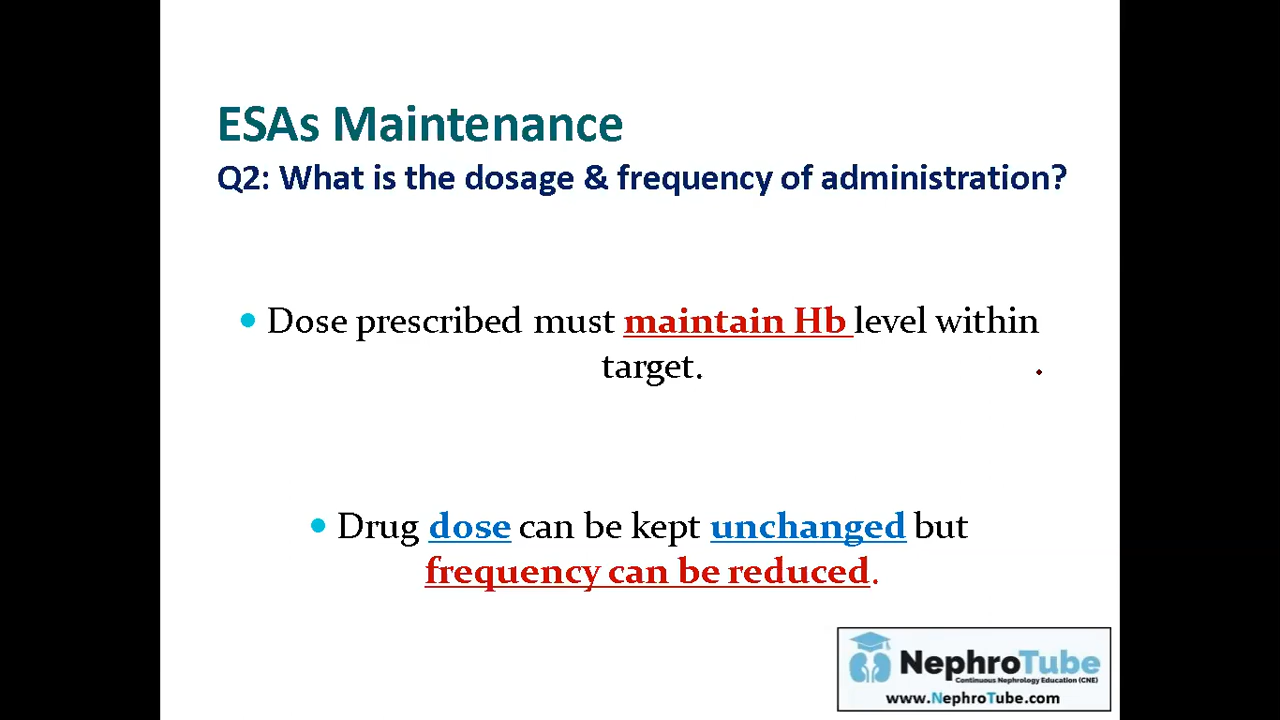 ESAs Maintenance
Q2: What is the dosage & frequency of administration?
• Dose prescribed must maintain Hb level within
target.
• Drug dose can be kept unchanged but
frequency can be reduced.
NephroTube
Continuous Nephrology Education (CNE)
www.NephroTube.com